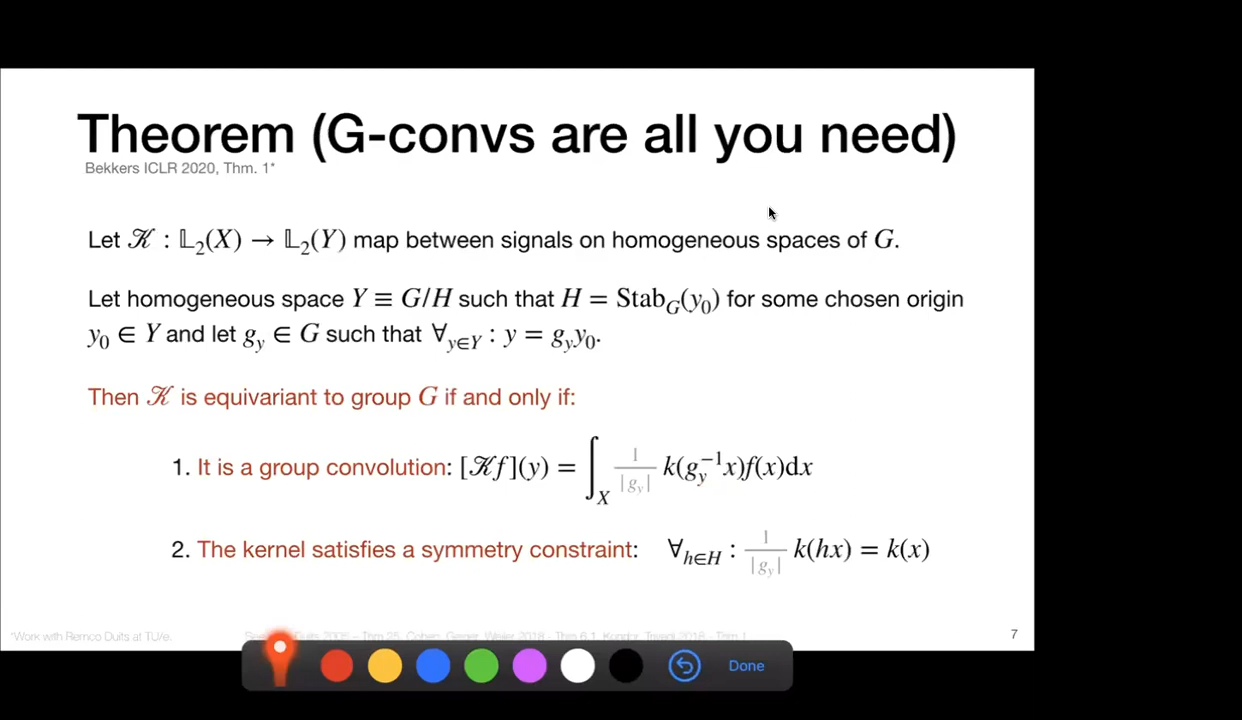 Theorem (G-convs are all you need)
Bekkers ICLR 2020, Thm. 1*
Let 𝒦 : 𝕃₂(X) → 𝕃₂(Y) map between signals on homogeneous spaces of G.
Let homogeneous space Y ≡ G/H such that H = Stab_G(y₀) for some chosen origin
y₀ ∈ Y and let g_y ∈ G such that ∀_{y∈Y} : y = g_y y₀.
Then 𝒦 is equivariant to group G if and only if:
1. It is a group convolution: [𝒦f](y) = ∫_X 1/|g_y| k(g_y⁻¹x)f(x)dx
2. The kernel satisfies a symmetry constraint: ∀_{h∈H} : 1/|g_y| k(hx) = k(x)
*Work with Remco Duits at TU/e.
7
Done